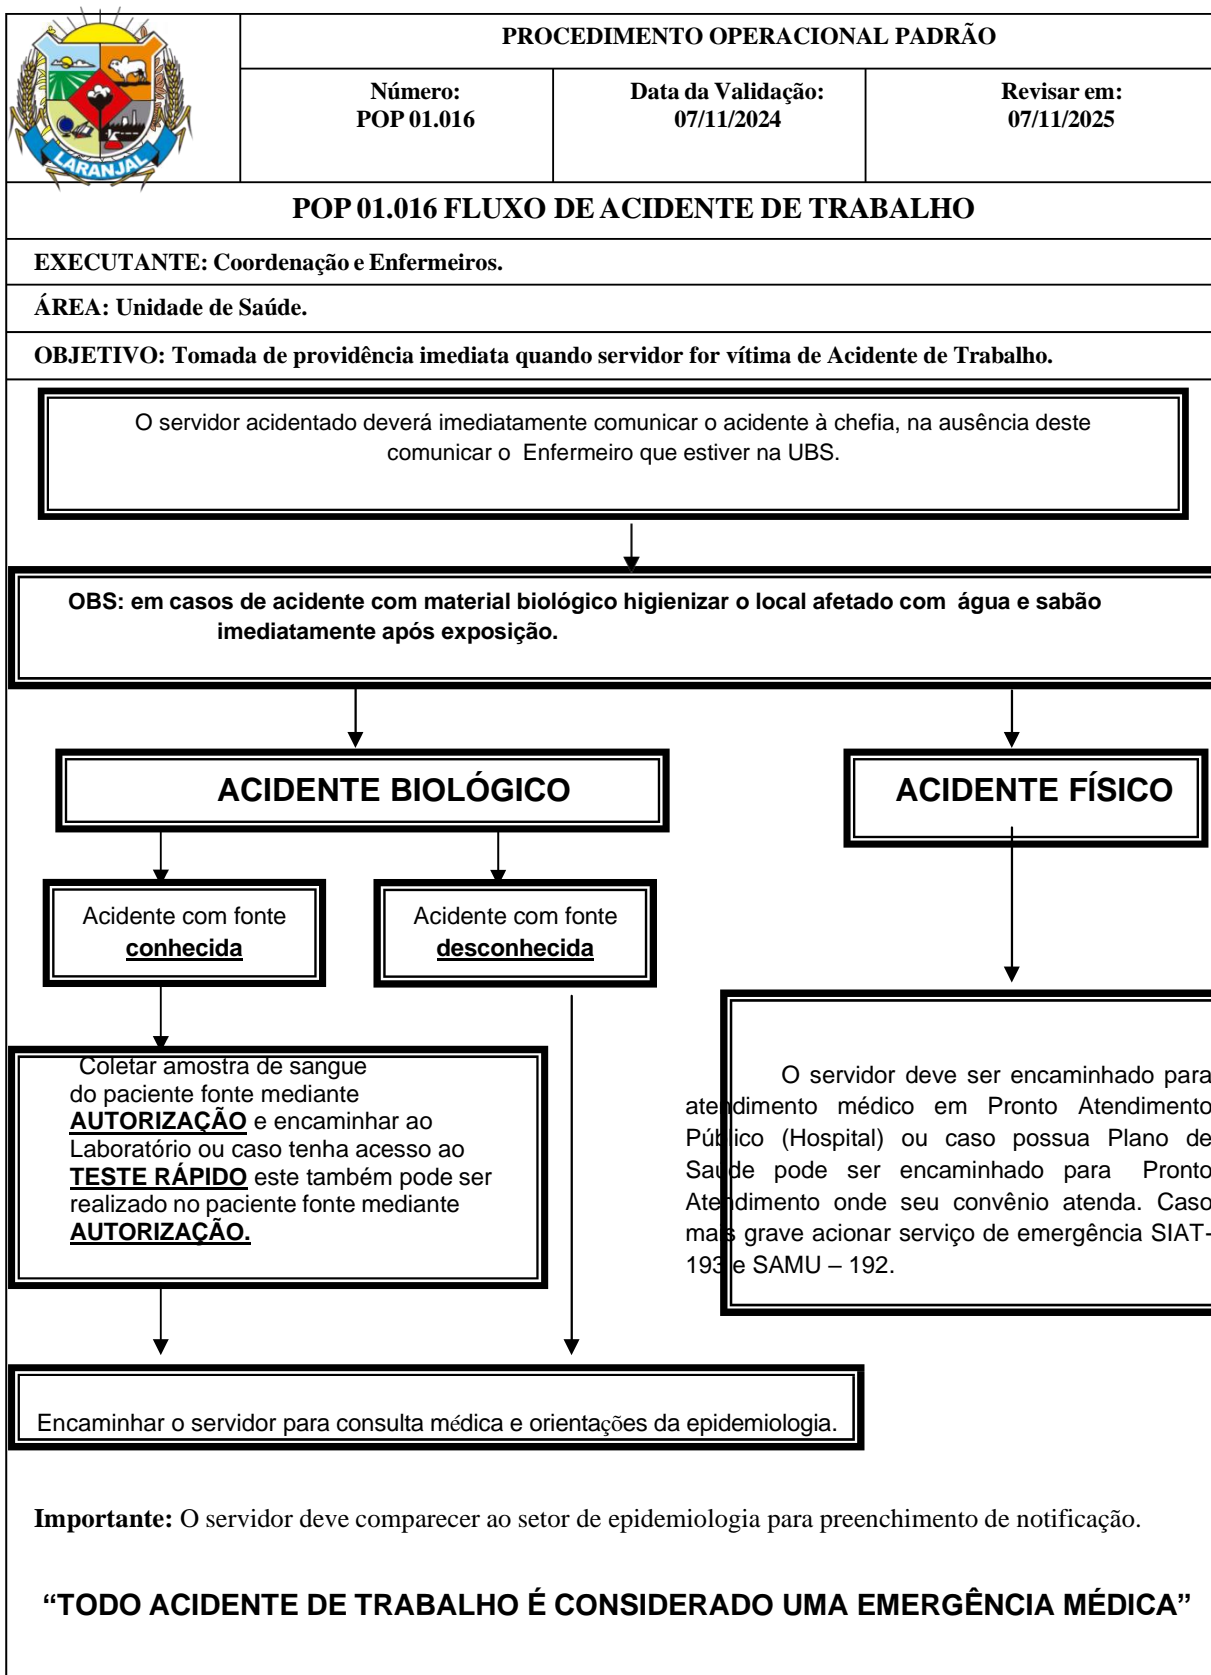 LARANJAL
PROCEDIMENTO OPERACIONAL PADRÃO
Número:
POP 01.016
Data da Validação:
07/11/2024
Revisar em:
07/11/2025
POP 01.016 FLUXO DE ACIDENTE DE TRABALHO
EXECUTANTE: Coordenação e Enfermeiros.
ÁREA: Unidade de Saúde.
OBJETIVO: Tomada de providência imediata quando servidor for vítima de Acidente de Trabalho.
O servidor acidentado deverá imediatamente comunicar o acidente à chefia, na ausência deste
comunicar o Enfermeiro que estiver na UBS.
OBS: em casos de acidente com material biológico higienizar o local afetado com água e sabão
imediatamente após exposição.
ACIDENTE BIOLÓGICO
ACIDENTE FÍSICO
Acidente com fonte
conhecida
Acidente com fonte
desconhecida
Coletar amostra de sangue
do paciente fonte mediante
AUTORIZAÇÃO e encaminhar ao
Laboratório ou caso tenha acesso ao
TESTE RÁPIDO este também pode ser
realizado no paciente fonte mediante
AUTORIZAÇÃO.
O servidor deve ser encaminhado para
atendimento médico em Pronto Atendimento
Público (Hospital) ou caso possua Plano de
Saúde pode ser encaminhado para Pronto
Atendimento onde seu convênio atenda. Caso
mais grave acionar serviço de emergência SIAT-
193 e SAMU – 192.
Encaminhar o servidor para consulta médica e orientações da epidemiologia.
Importante: O servidor deve comparecer ao setor de epidemiologia para preenchimento de notificação.
“TODO ACIDENTE DE TRABALHO É CONSIDERADO UMA EMERGÊNCIA MÉDICA”